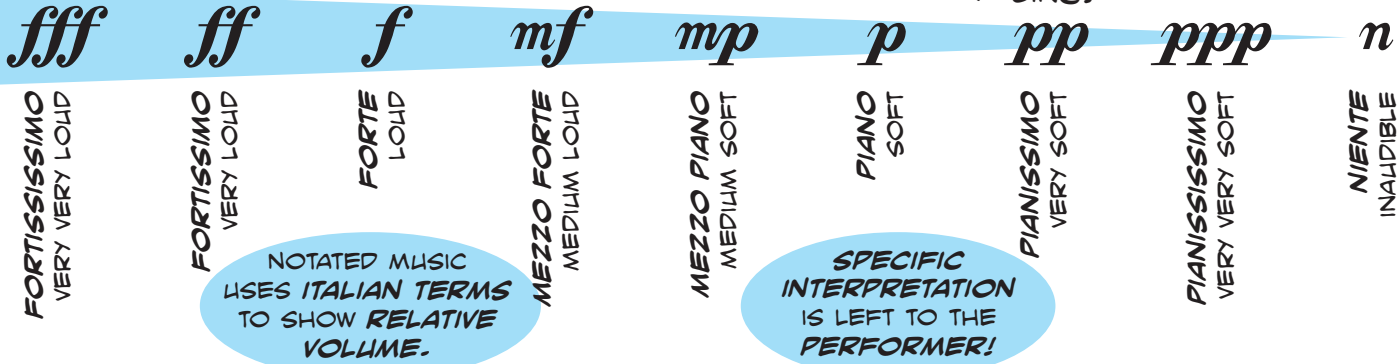 fff ff f mf mp p pp ppp n
FORTISSISSIMO
VERY VERY LOUD
FORTISSIMO
VERY LOUD
FORTE
LOUD
MEZZO FORTE
MEDIUM LOUD
MEZZO PIANO
MEDIUM SOFT
PIANO
SOFT
PIANISSIMO
VERY SOFT
PIANISSISSIMO
VERY VERY SOFT
NIENTE
INAUDIBLE
NOTATED MUSIC
USES ITALIAN TERMS
TO SHOW RELATIVE
VOLUME.
SPECIFIC
INTERPRETATION
IS LEFT TO THE
PERFORMER!